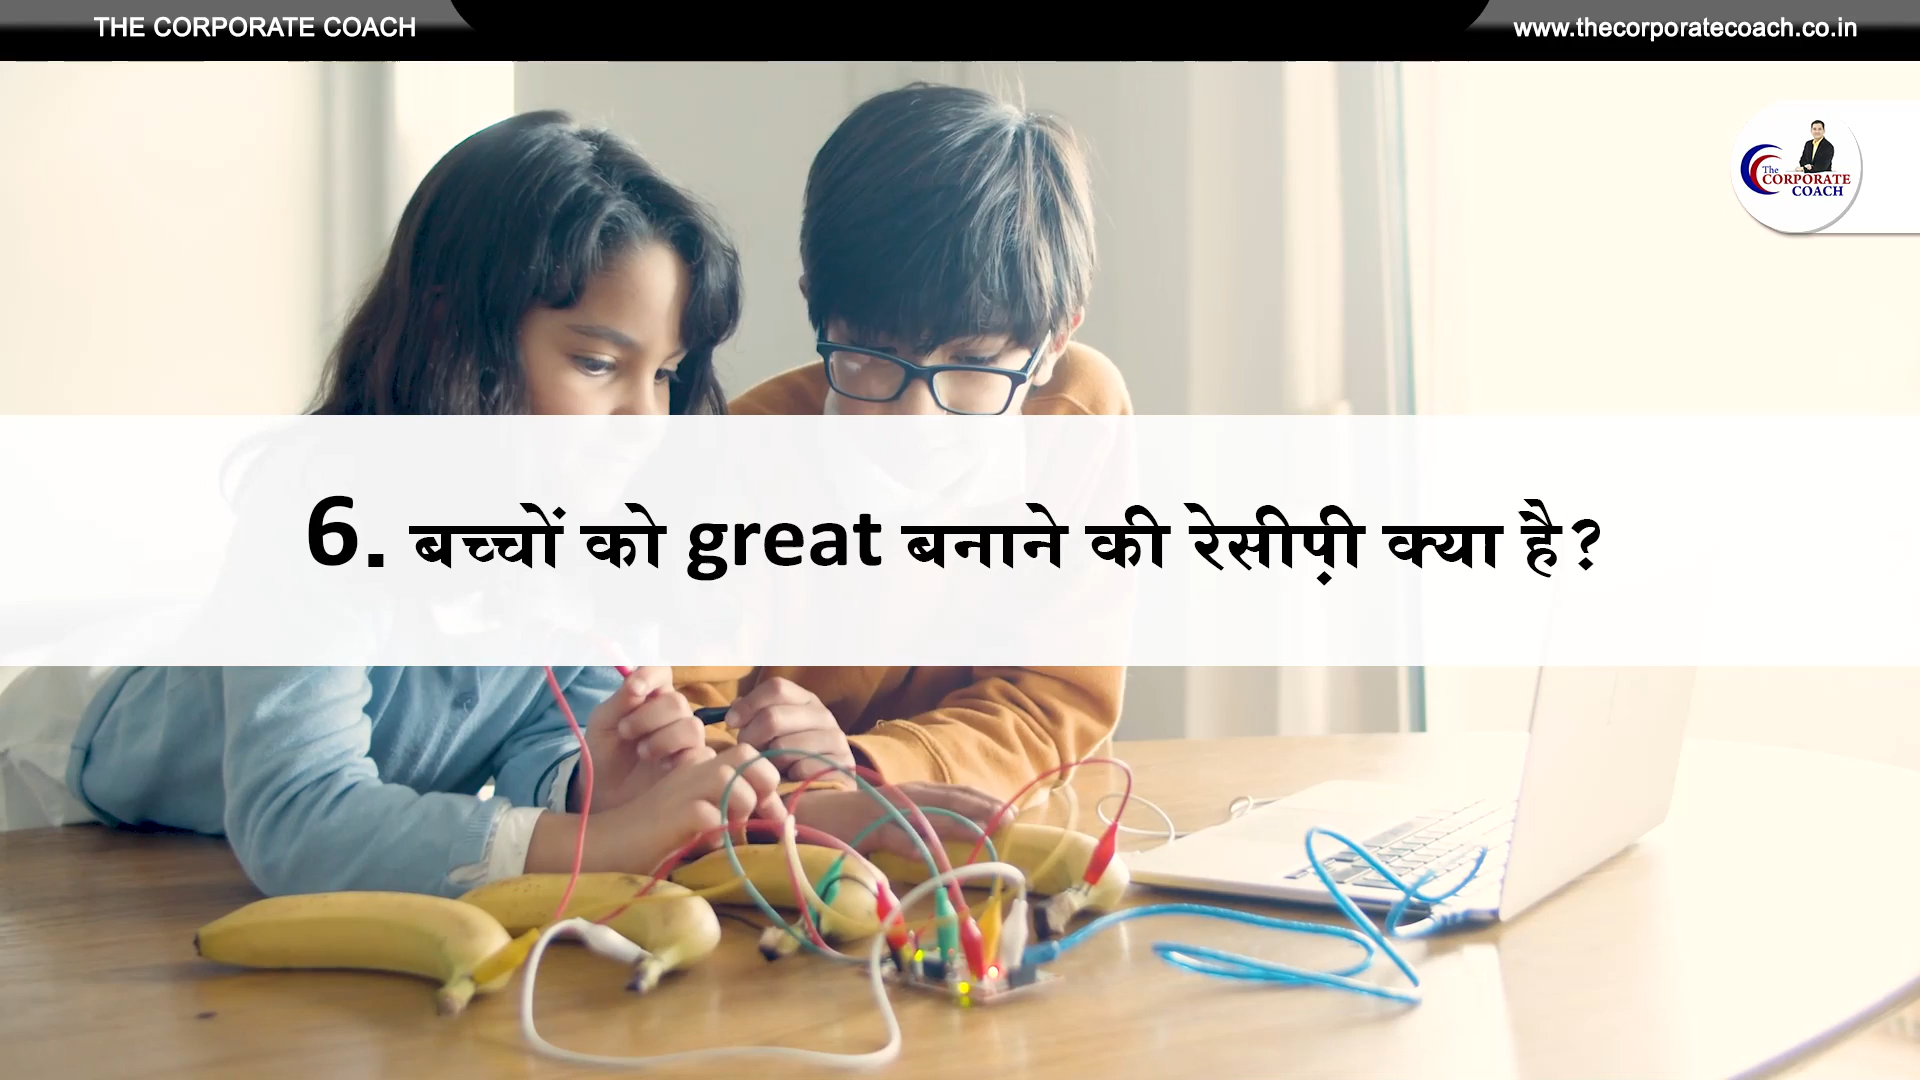 THE CORPORATE COACH
www.thecorporatecoach.co.in
The
CORPORATE
COACH
6. बच्चों को great बनाने की रेसीप़ी क्या है?